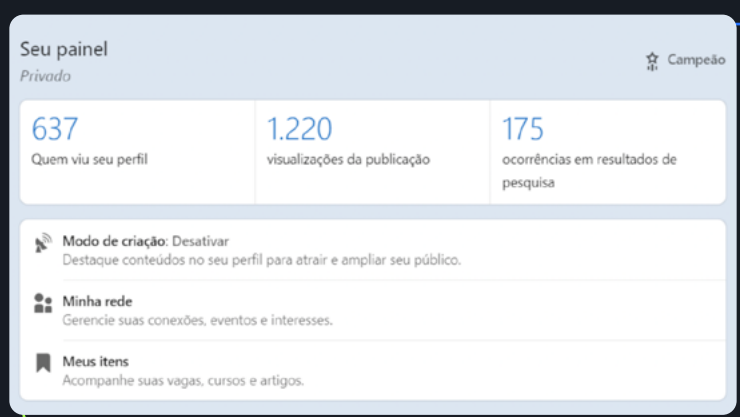 Seu painel
Privado
Campeão
637
Quem viu seu perfil
1.220
visualizações da publicação
175
ocorrências em resultados de
pesquisa
Modo de criação: Desativar
Destaque conteúdos no seu perfil para atrair e ampliar seu público.
Minha rede
Gerencie suas conexões, eventos e interesses.
Meus itens
Acompanhe suas vagas, cursos e artigos.